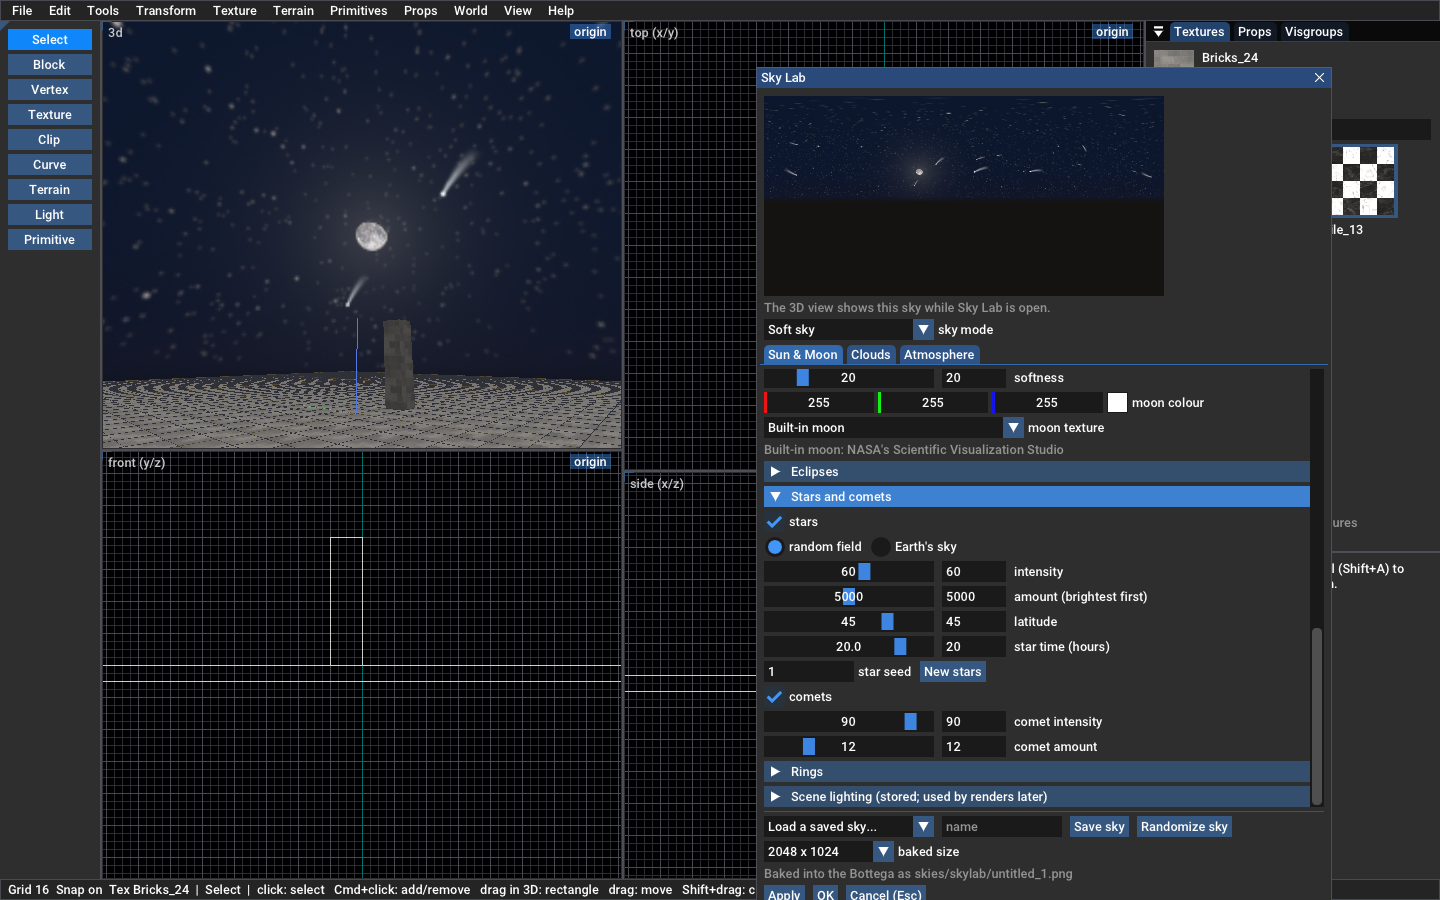 File Edit Tools Transform Texture Terrain Primitives Props World View Help
Select
Block
Vertex
Texture
Clip
Curve
Terrain
Light
Primitive
3d origin
top (x/y) origin
front (y/z) origin
side (x/z)
Textures Props Visgroups
Bricks_24
ile_13
ures
l (Shift+A) to
Sky Lab
The 3D view shows this sky while Sky Lab is open.
Soft sky sky mode
Sun & Moon Clouds Atmosphere
20 20 softness
255 255 255 moon colour
Built-in moon moon texture
Built-in moon: NASA's Scientific Visualization Studio
Eclipses
Stars and comets
stars
random field Earth's sky
60 60 intensity
5000 5000 amount (brightest first)
45 45 latitude
20.0 20 star time (hours)
1 star seed New stars
comets
90 90 comet intensity
12 12 comet amount
Rings
Scene lighting (stored; used by renders later)
Load a saved sky... name Save sky Randomize sky
2048 x 1024 baked size
Baked into the Bottega as skies/skylab/untitled_1.png
Apply OK Cancel (Esc)
Grid 16 Snap on Tex Bricks_24 | Select | click: select Cmd+click: add/remove drag in 3D: rectangle drag: move Shift+drag: c